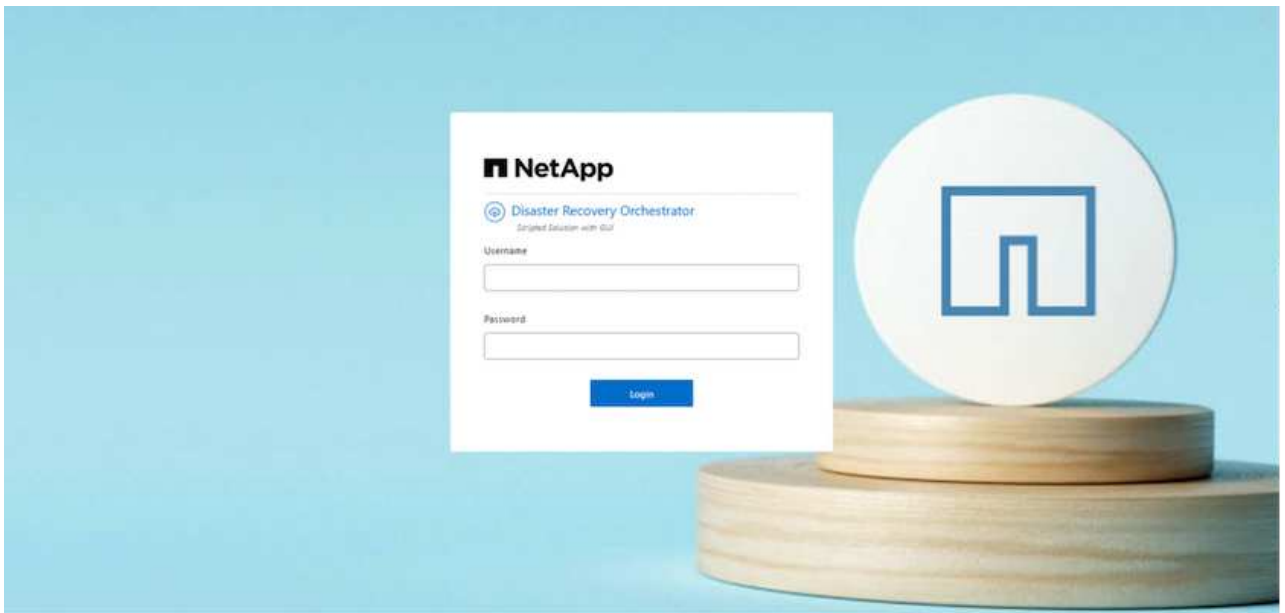 NetApp
Disaster Recovery Orchestrator
Scripted Solution with GUI
Username
Password
Login